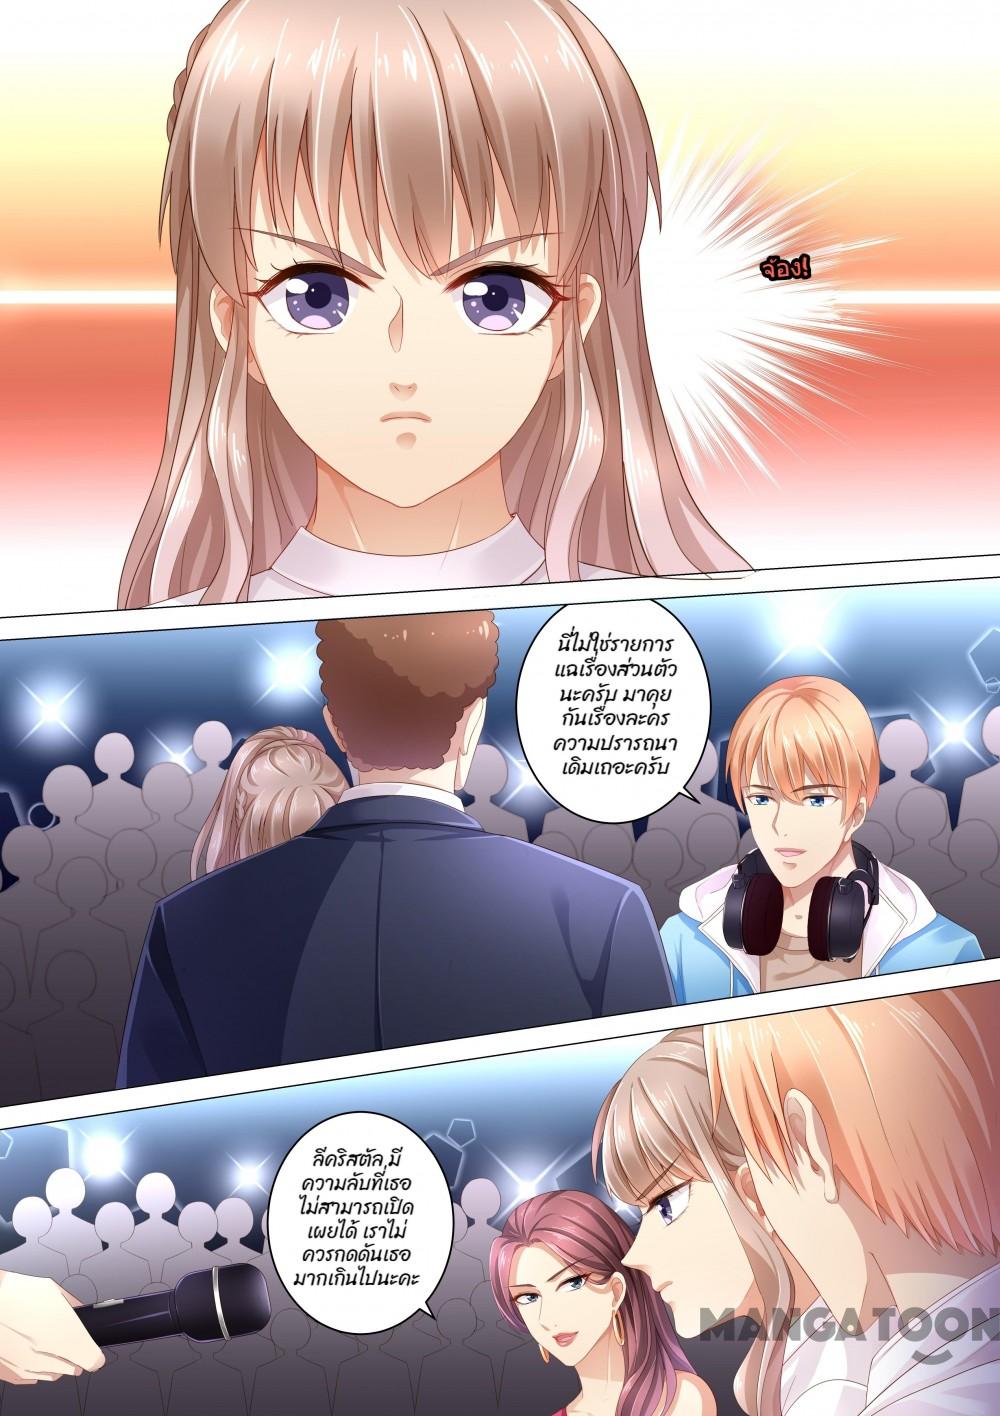 จ้อง!
นี่ไม่ใช่รายการ
แฉเรื่องส่วนตัว
นะครับ มาคุย
กันเรื่องละคร
ความปรารถนา
เดิมเถอะครับ
ลีคริสตัล มี
ความลับที่เธอ
ไม่สามารถเปิด
เผยได้ เราไม่
ควรกดดันเธอ
มากเกินไปนะคะ
MANGATOON